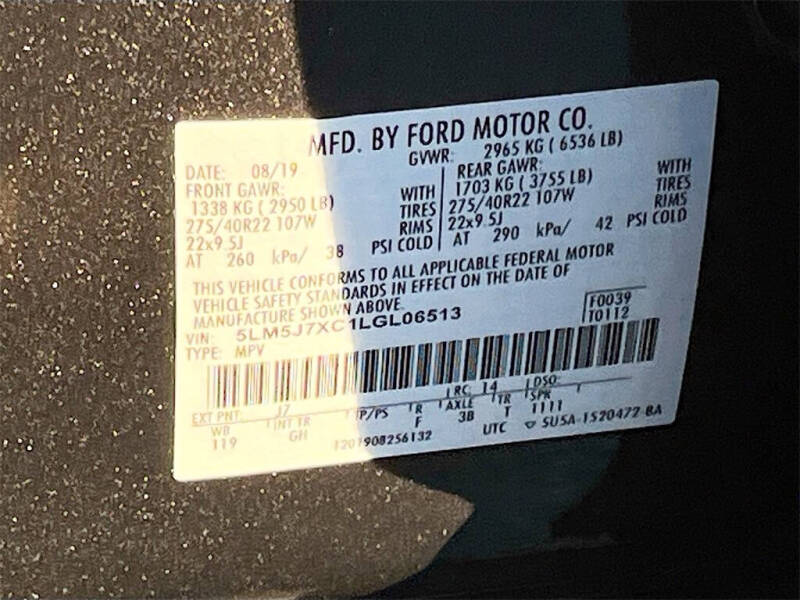 MFD. BY FORD MOTOR CO.
DATE: 08/19 GVWR: 2965 KG ( 6536 LB)
FRONT GAWR: REAR GAWR:
1338 KG ( 2950 LB) WITH 1703 KG ( 3755 LB) WITH
275/40R22 107W TIRES 275/40R22 107W TIRES
22x9.5J RIMS 22x9.5J RIMS
AT 260 kPa/ 38 PSI COLD AT 290 kPa/ 42 PSI COLD
THIS VEHICLE CONFORMS TO ALL APPLICABLE FEDERAL MOTOR
VEHICLE SAFETY STANDARDS IN EFFECT ON THE DATE OF
MANUFACTURE SHOWN ABOVE.
VIN: 5LM5J7XC1LGL06513 F0039
TYPE: MPV T0112
EXT PNT: J7 RC: 14 DSO:
WB INT TR TP/PS R AXLE TR SPR
119 GH F 3B T 1111
1201908256132 UTC ▽ SU5A-1520472-BA